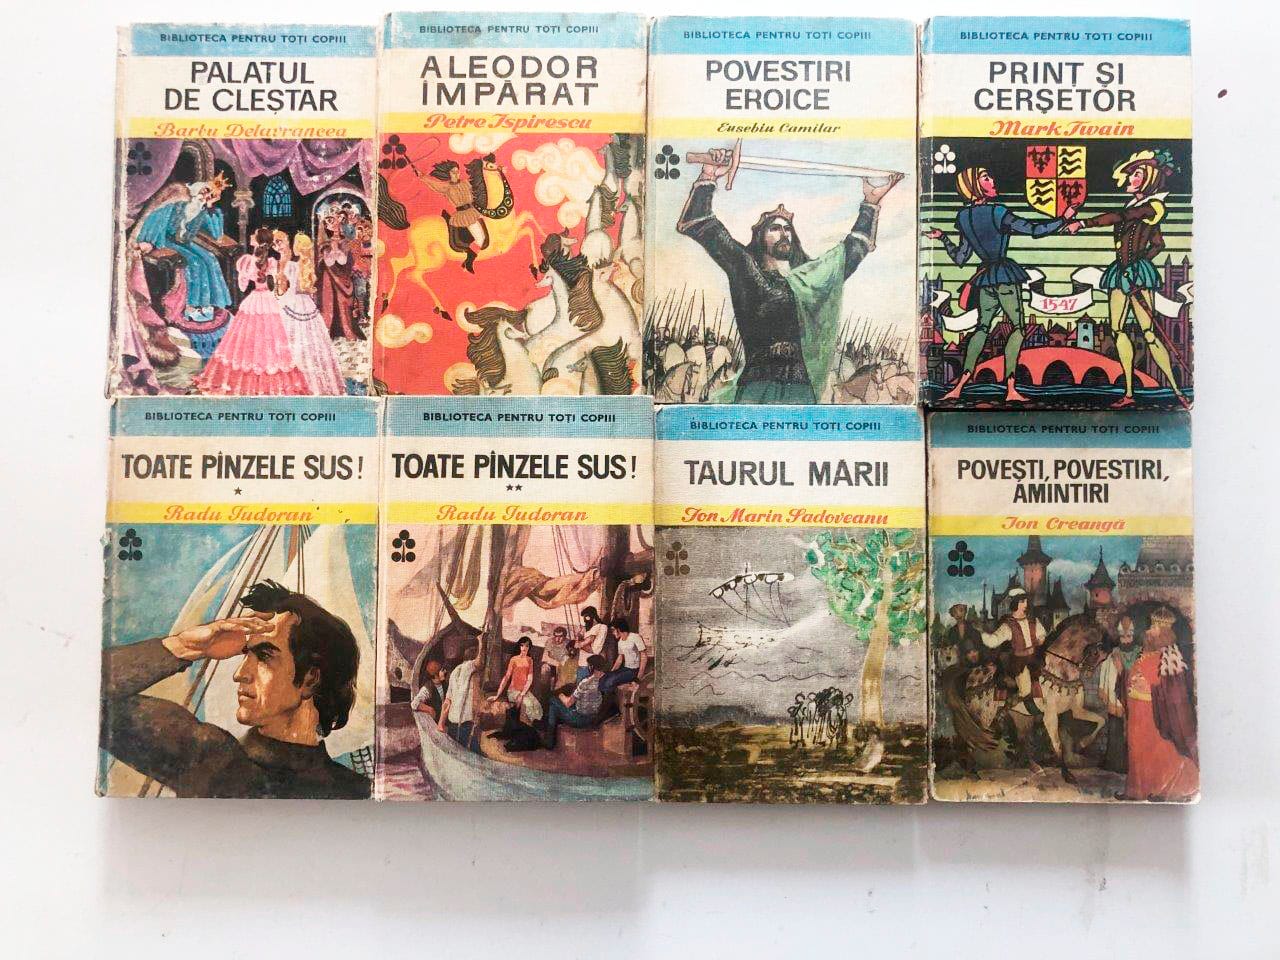 BIBLIOTECA PENTRU TOȚI COPIII
PALATUL
DE CLEȘTAR
Barbu Delavrancea
BIBLIOTECA PENTRU TOȚI COPIII
ALEODOR
ÎMPĂRAT
Petre Ispirescu
BIBLIOTECA PENTRU TOȚI COPIII
POVESTIRI
EROICE
Eusebiu Camilar
BIBLIOTECA PENTRU TOȚI COPIII
PRINȚ ȘI
CERȘETOR
Mark Twain
1547
BIBLIOTECA PENTRU TOȚI COPIII
TOATE PÎNZELE SUS!
*
Radu Tudoran
BIBLIOTECA PENTRU TOȚI COPIII
TOATE PÎNZELE SUS!
**
Radu Tudoran
BIBLIOTECA PENTRU TOȚI COPIII
TAURUL MĂRII
Ion Marin Sadoveanu
BIBLIOTECA PENTRU TOȚI COPIII
POVEȘTI, POVESTIRI,
AMINTIRI
Ion Creangă